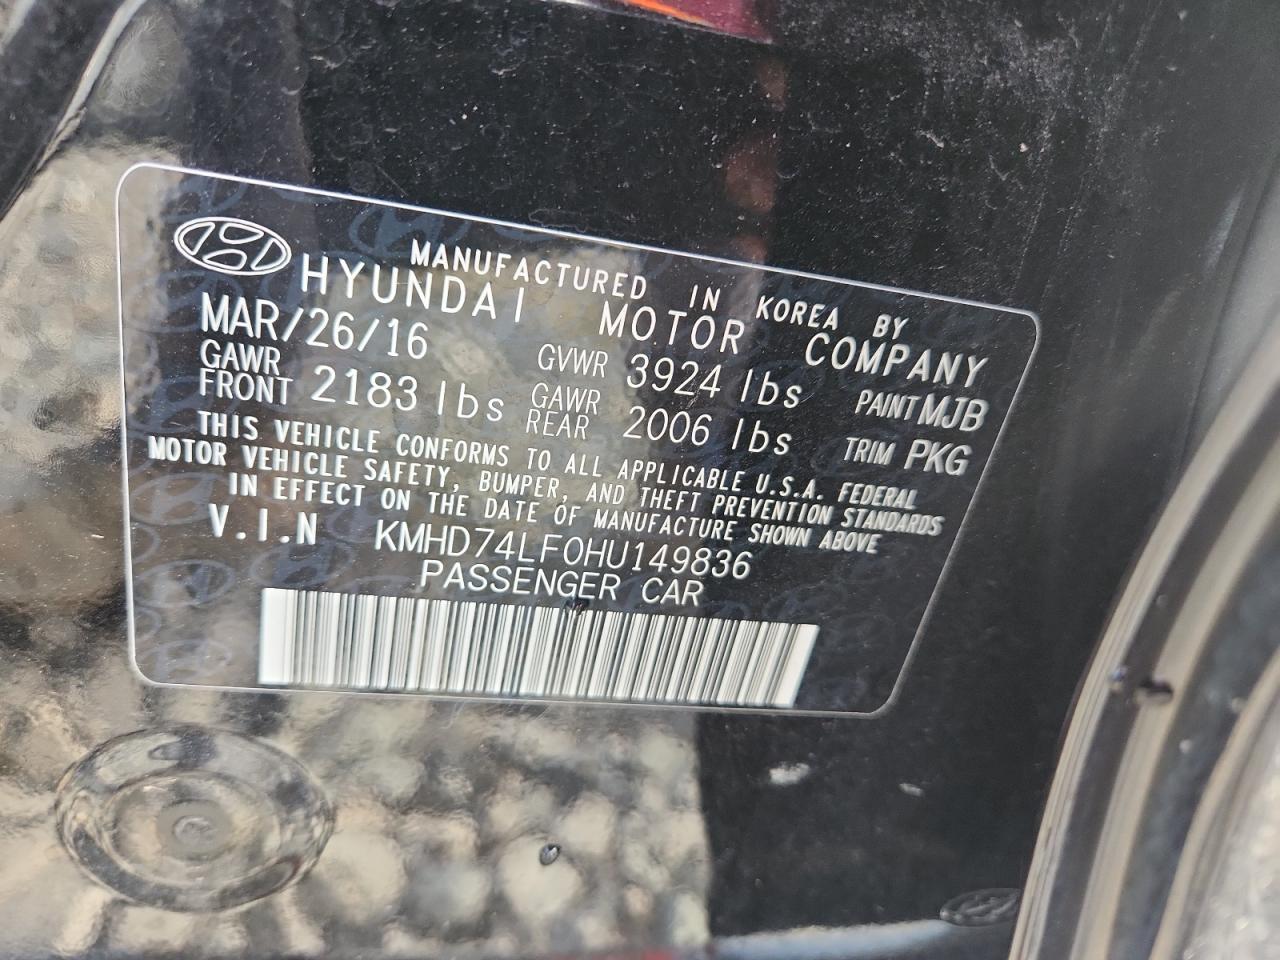 MANUFACTURED IN KOREA BY
HYUNDAI MOTOR COMPANY
MAR/26/16 GVWR 3924 lbs PAINT MJB
GAWR FRONT 2183 lbs GAWR REAR 2006 lbs TRIM PKG
THIS VEHICLE CONFORMS TO ALL APPLICABLE U.S.A. FEDERAL
MOTOR VEHICLE SAFETY, BUMPER, AND THEFT PREVENTION STANDARDS
IN EFFECT ON THE DATE OF MANUFACTURE SHOWN ABOVE
V.I.N KMHD74LF0HU149836
PASSENGER CAR